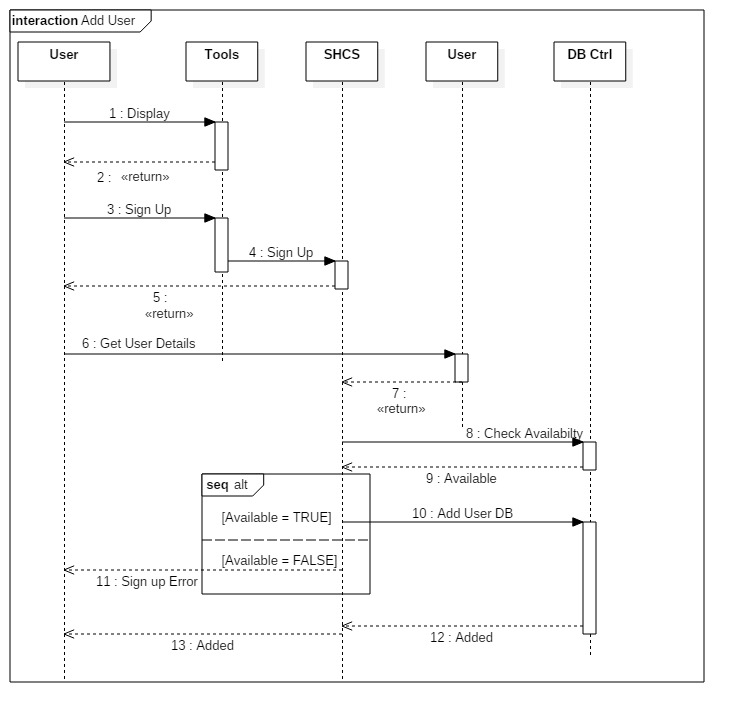 interaction Add User
User
Tools
SHCS
User
DB Ctrl
1 : Display
2 : «return»
3 : Sign Up
4 : Sign Up
5 :
«return»
6 : Get User Details
7 :
«return»
8 : Check Availabilty
9 : Available
seq alt
[Available = TRUE]
10 : Add User DB
[Available = FALSE]
11 : Sign up Error
12 : Added
13 : Added